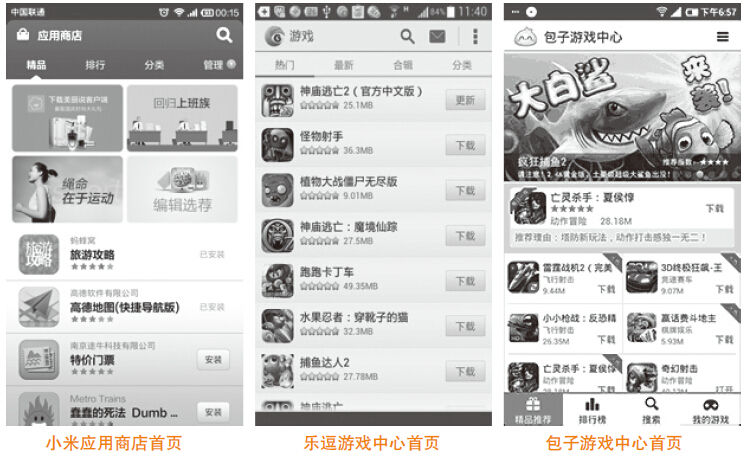 中国联通
00:15
应用商店
精品
排行
分类
管理
下载美丽说客户端
回归上班族
绳命
在于运动
编辑选荐
蚂蜂窝
旅游攻略
已安装
高德软件有限公司
高德地图(快捷导航版)
已安装
南京途牛科技有限公司
特价门票
安装
Metro Trains
蠢蠢的死法 Dumb ...
安装
小米应用商店首页
84%
11:40
游戏
热门
最新
合辑
分类
神庙逃亡2(官方中文版)
25.1MB
更新
怪物射手
36.3MB
下载
植物大战僵尸无尽版
9.01MB
下载
神庙逃亡:魔境仙踪
27.5MB
下载
跑跑卡丁车
49.35MB
下载
水果忍者:穿靴子的猫
32.3MB
下载
捕鱼达人2
27.78MB
下载
乐逗游戏中心首页
下午6:57
包子游戏中心
大白鲨
来袭!
疯狂捕鱼2
推荐指数:
亡灵杀手:夏侯惇
动作冒险 28.18M
下载
推荐理由:塔防新玩法,动作打击感独一无二!
雷霆战机2(完美
飞行射击
9.44M
下载
3D终极狂飙-王
竞速赛车
9.07M
下载
小小枪战:反恐精
飞行射击
26.35M
下载
赢话费斗地主
棋牌娱乐
5.93M
下载
亡灵杀手:夏侯惇
动作冒险
下载
奇幻射击
动作冒险
打开
精品推荐
排行榜
搜索
我的游戏
包子游戏中心首页